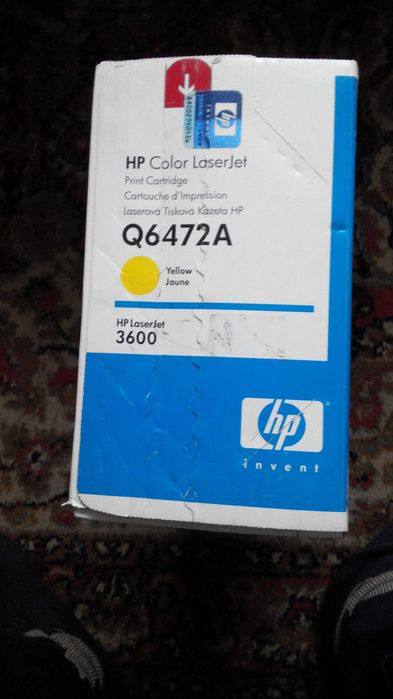 hp
HP Color LaserJet
Print Cartridge
Cartouche d'Impression
Laserová Tisková Kazeta HP
Q6472A
Yellow
Jaune
HP LaserJet
3600
hp
invent